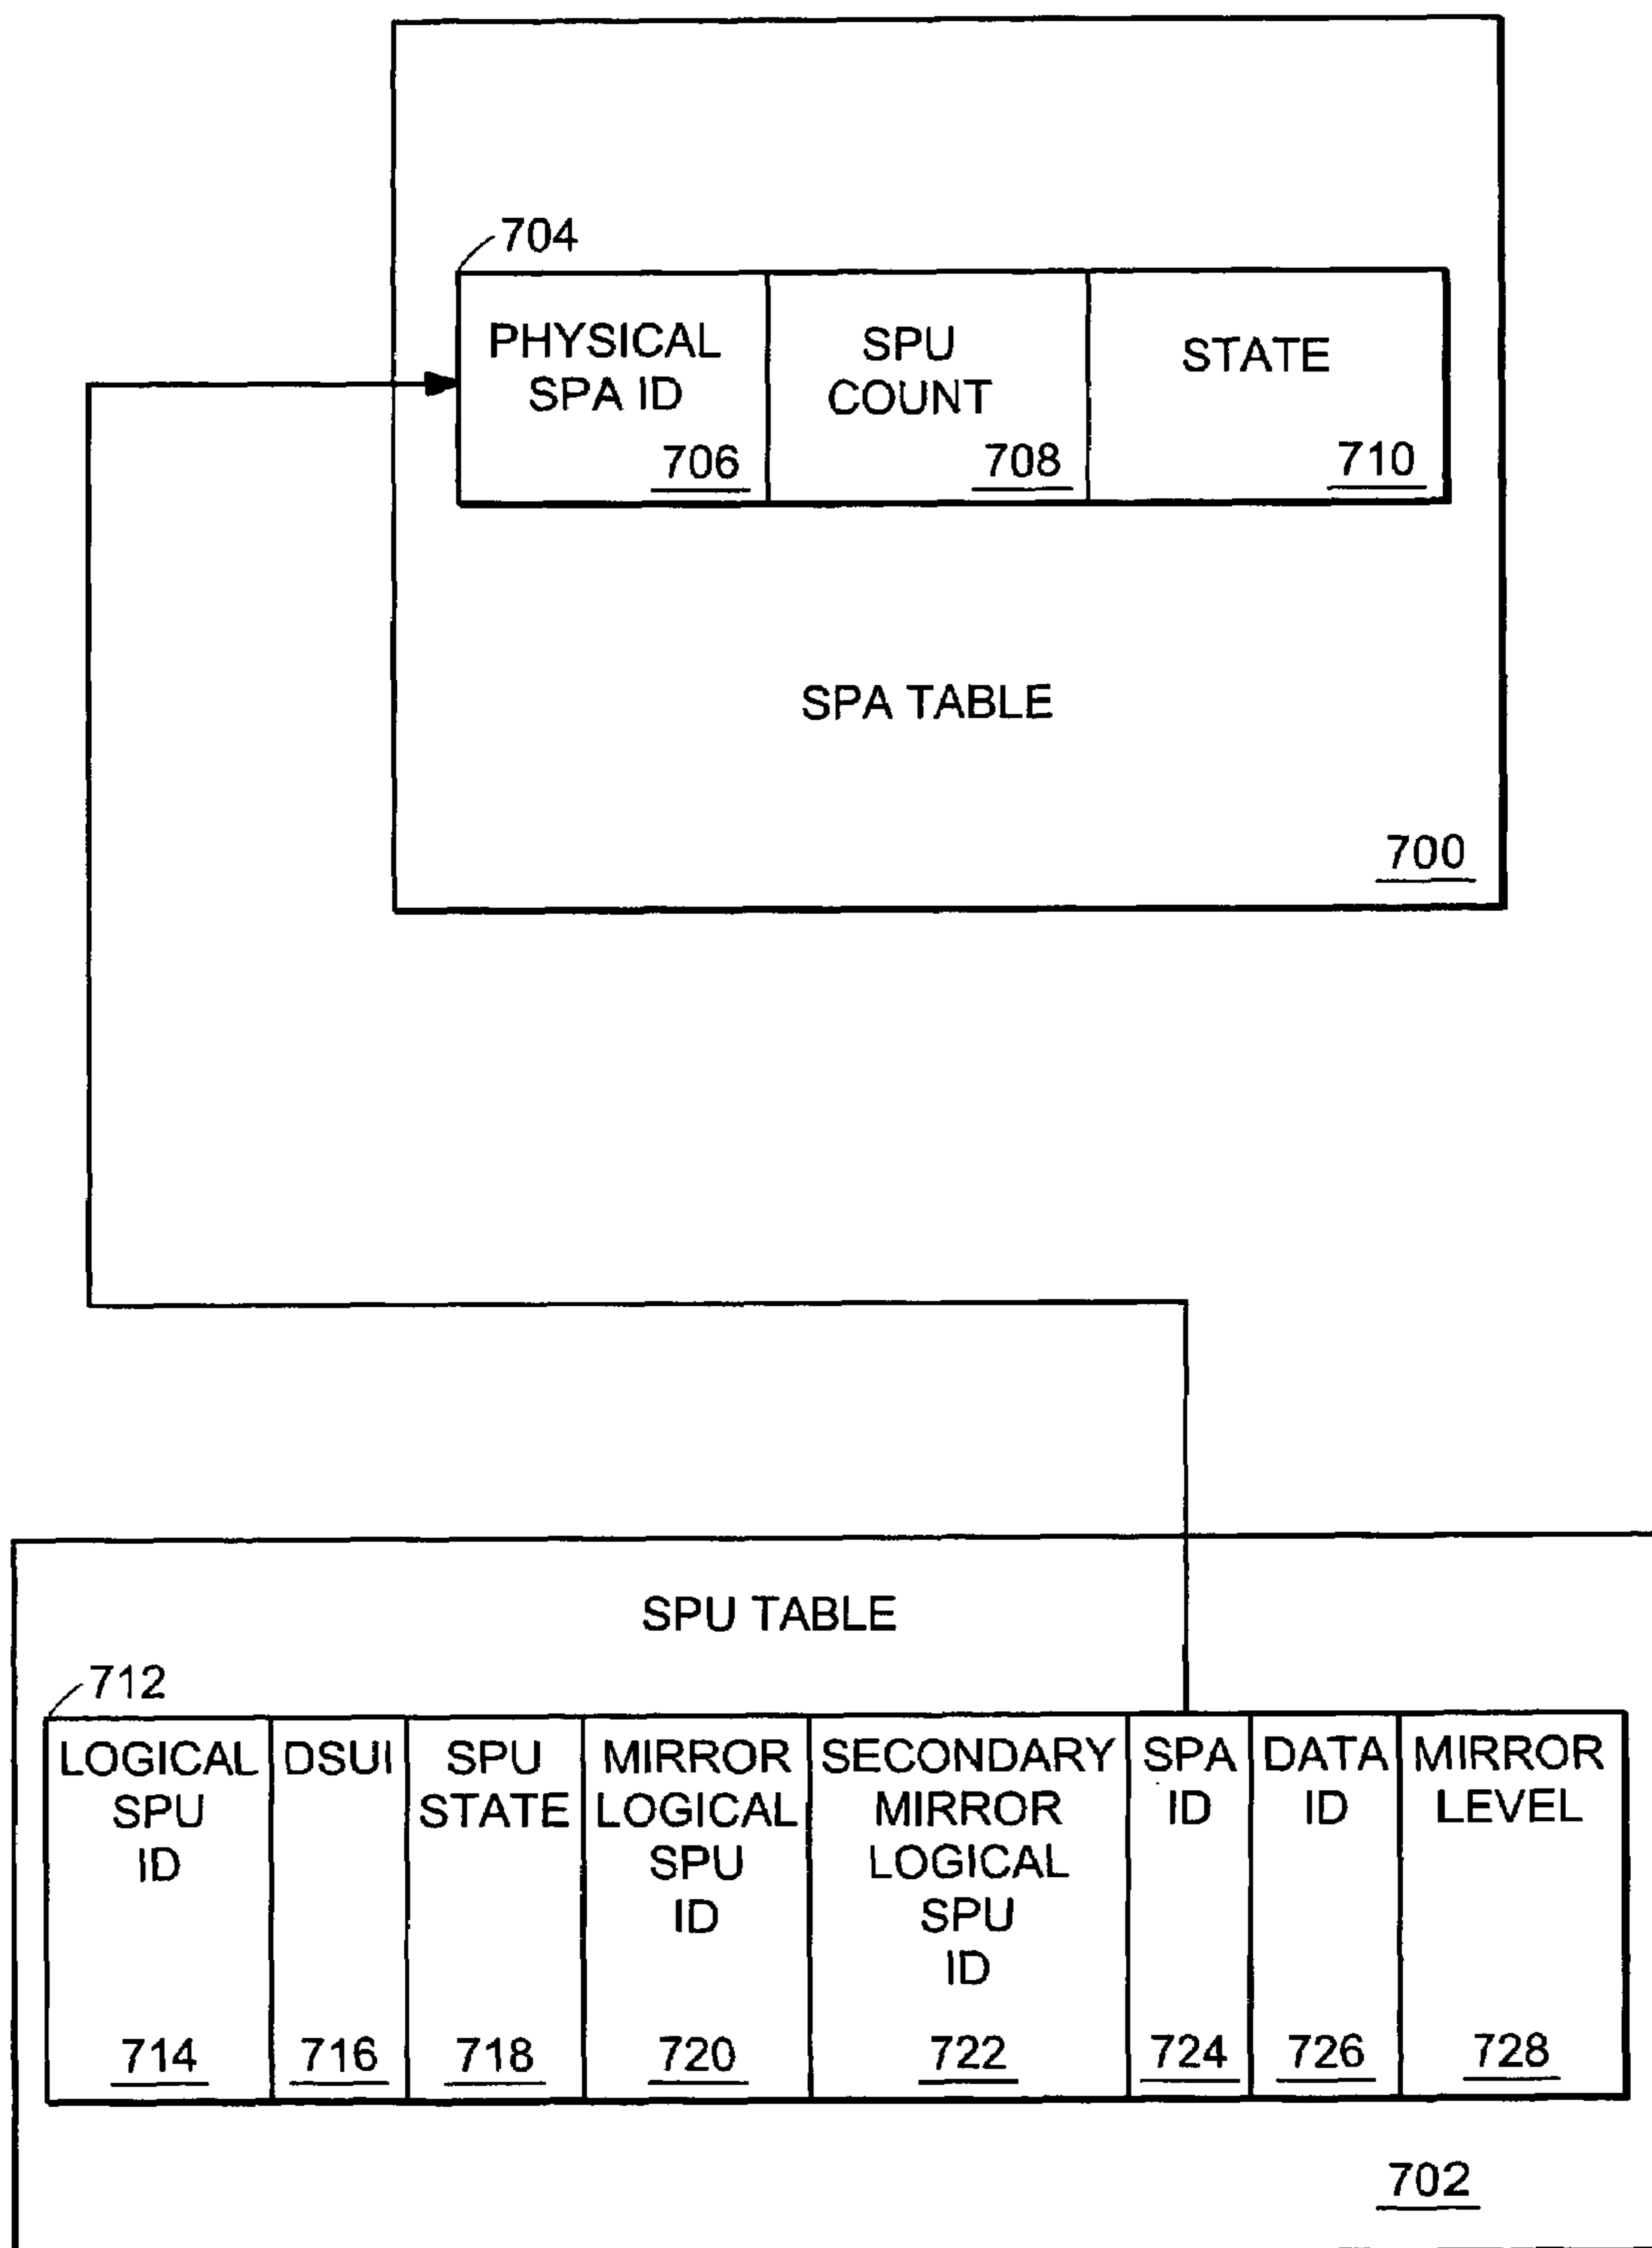 704
PHYSICAL
SPA ID
706
SPU
COUNT
708
STATE
710
SPA TABLE
700
SPU TABLE
712
LOGICAL
SPU
ID
714
DSUI
716
SPU
STATE
718
MIRROR
LOGICAL
SPU
ID
720
SECONDARY
MIRROR
LOGICAL
SPU
ID
722
SPA
ID
724
DATA
ID
726
MIRROR
LEVEL
728
702